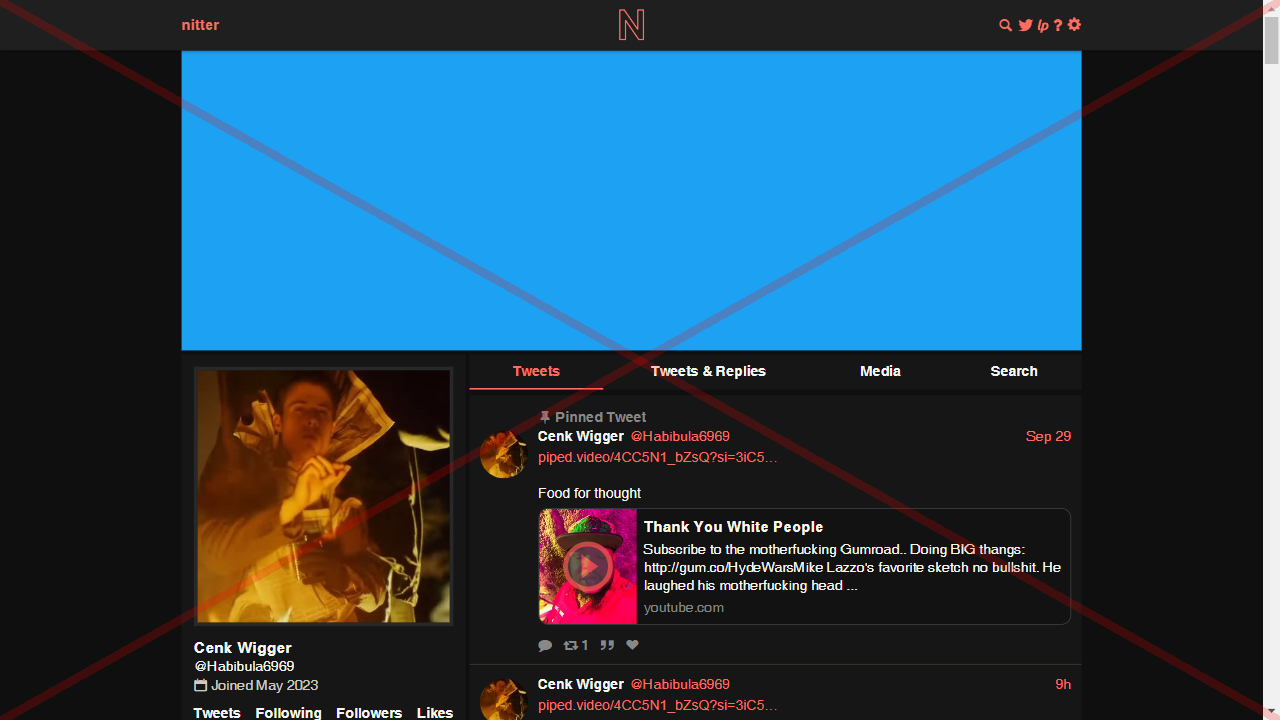 nitter
N
lp ?
Tweets Tweets & Replies Media Search
Pinned Tweet
Cenk Wigger @Habibula6969 Sep 29
piped.video/4CC5N1_bZsQ?si=3iC5...
Food for thought
Thank You White People
Subscribe to the motherfucking Gumroad.. Doing BIG thangs:
http://gum.co/HydeWarsMike Lazzo's favorite sketch no bullshit. He
laughed his motherfucking head ...
youtube.com
1
Cenk Wigger @Habibula6969 9h
piped.video/4CC5N1_bZsQ?si=3iC5...
Cenk Wigger
@Habibula6969
Joined May 2023
Tweets Following Followers Likes